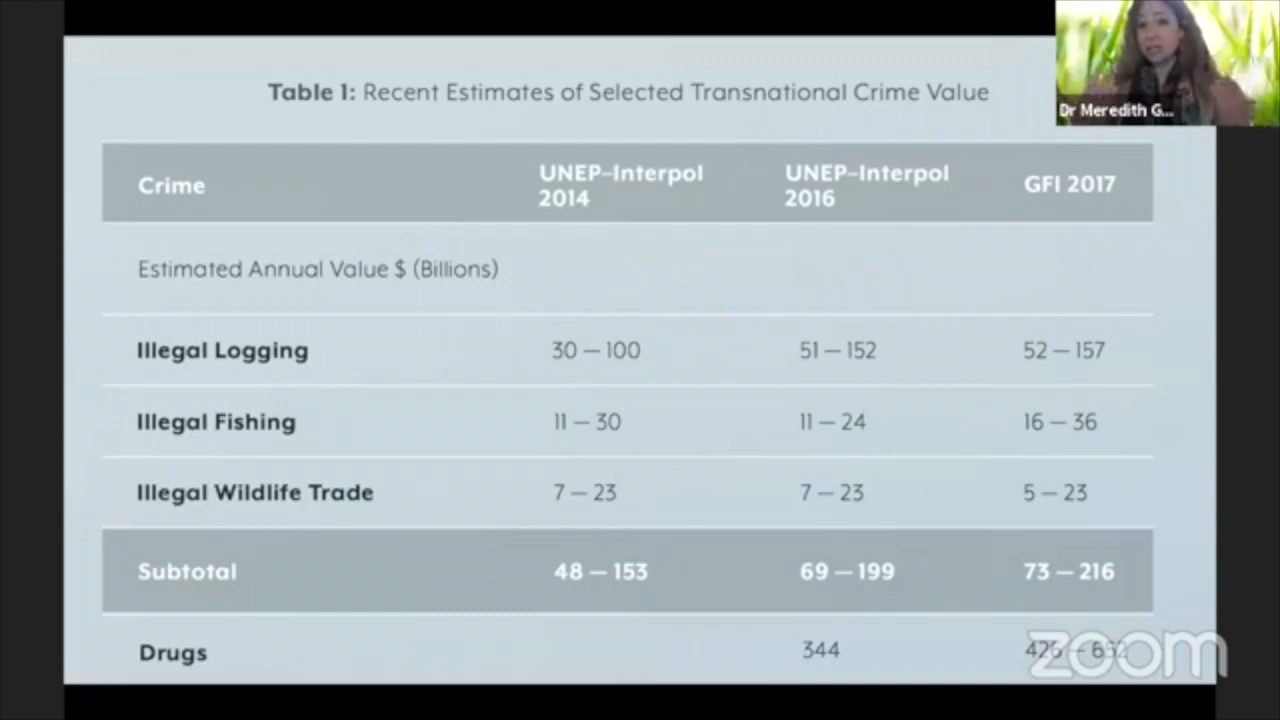 Table 1: Recent Estimates of Selected Transnational Crime Value
Dr Meredith G...
Crime UNEP–Interpol 2014 UNEP–Interpol 2016 GFI 2017
Estimated Annual Value $ (Billions)
Illegal Logging 30 — 100 51 — 152 52 — 157
Illegal Fishing 11 — 30 11 — 24 16 — 36
Illegal Wildlife Trade 7 — 23 7 — 23 5 — 23
Subtotal 48 — 153 69 — 199 73 — 216
Drugs 344 426 — 652
zoom